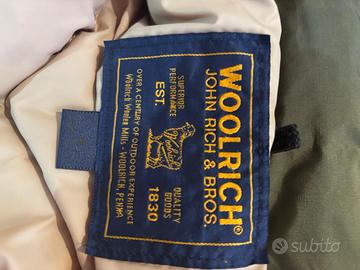 WOOLRICH®
JOHN RICH & BROS.
SUPERIOR
PERFORMANCE
EST.
1830
QUALITY
GOODS
OVER A CENTURY OF OUTDOOR EXPERIENCE
Woolrich Woolen Mills - WOOLRICH, PENNA
subito